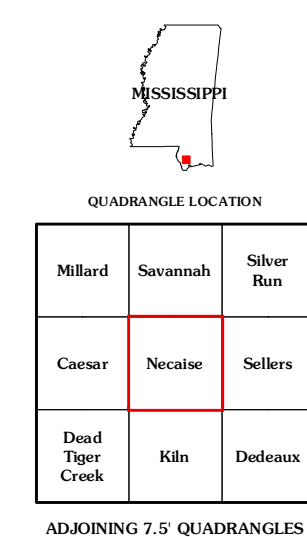 MISSISSIPPI
QUADRANGLE LOCATION
Millard
Savannah
Silver
Run
Caesar
Necaise
Sellers
Dead
Tiger
Creek
Kiln
Dedeaux
ADJOINING 7.5' QUADRANGLES